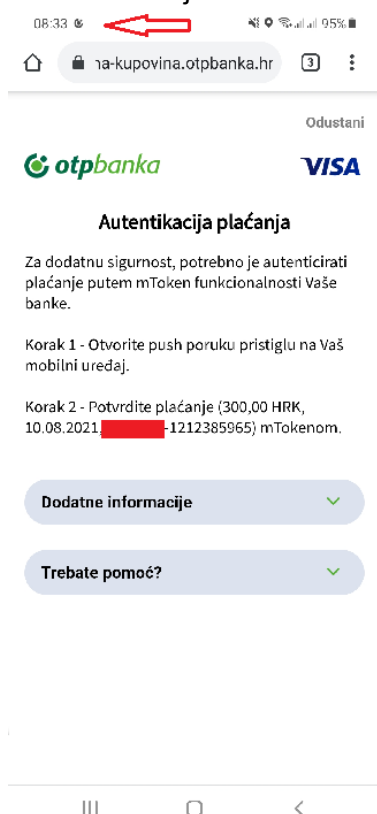 08:33 95%
na-kupovina.otpbanka.hr 3
Odustani
otpbanka VISA
Autentikacija plaćanja
Za dodatnu sigurnost, potrebno je autenticirati
plaćanje putem mToken funkcionalnosti Vaše
banke.
Korak 1 - Otvorite push poruku pristiglu na Vaš
mobilni uređaj.
Korak 2 - Potvrdite plaćanje (300,00 HRK,
10.08.2021, -1212385965) mTokenom.
Dodatne informacije
Trebate pomoć?